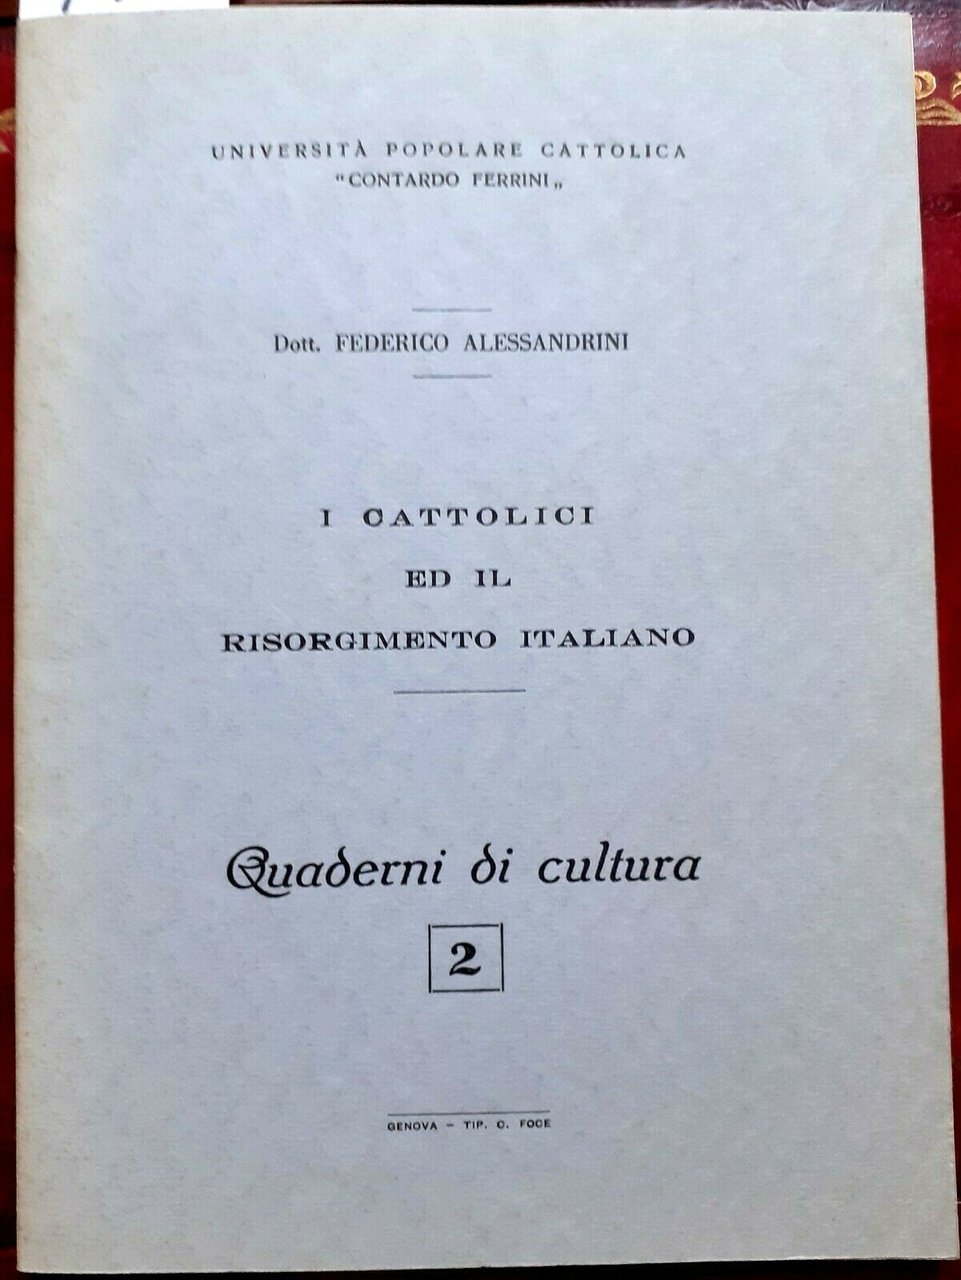 UNIVERSITÀ POPOLARE CATTOLICA
"CONTARDO FERRINI„
Dott. FEDERICO ALESSANDRINI
I CATTOLICI
ED IL
RISORGIMENTO ITALIANO
Quaderni di cultura
2
GENOVA - TIP. C. FOCE